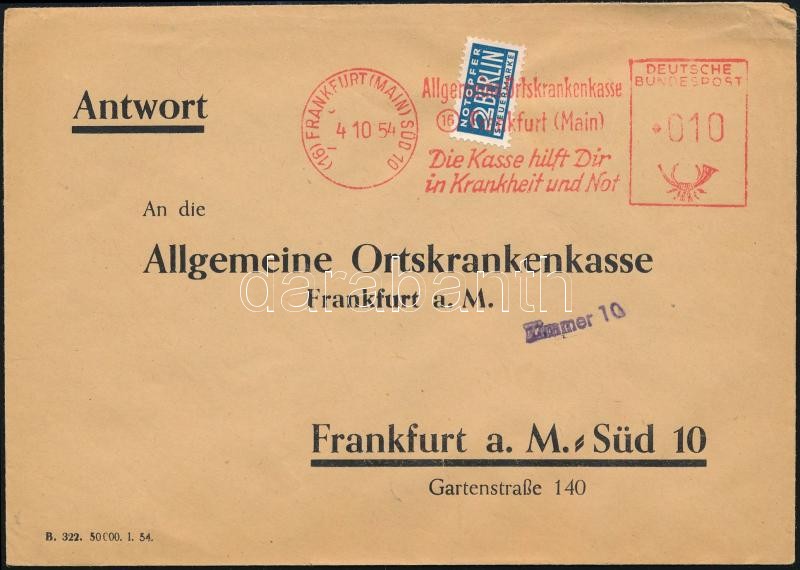 Antwort
(16) FRANKFURT (MAIN) SÜD 10
4 10 54
NOTOPFER
2 BERLIN
STEUERMARKE
Allgemeine Ortskrankenkasse
16 Frankfurt (Main)
Die Kasse hilft Dir
in Krankheit und Not
DEUTSCHE
BUNDESPOST
010
An die
Allgemeine Ortskrankenkasse
Frankfurt a. M.
darabanth
Zimmer 10
Frankfurt a. M.-Süd 10
Gartenstraße 140
B. 322. 50000. 1. 54.